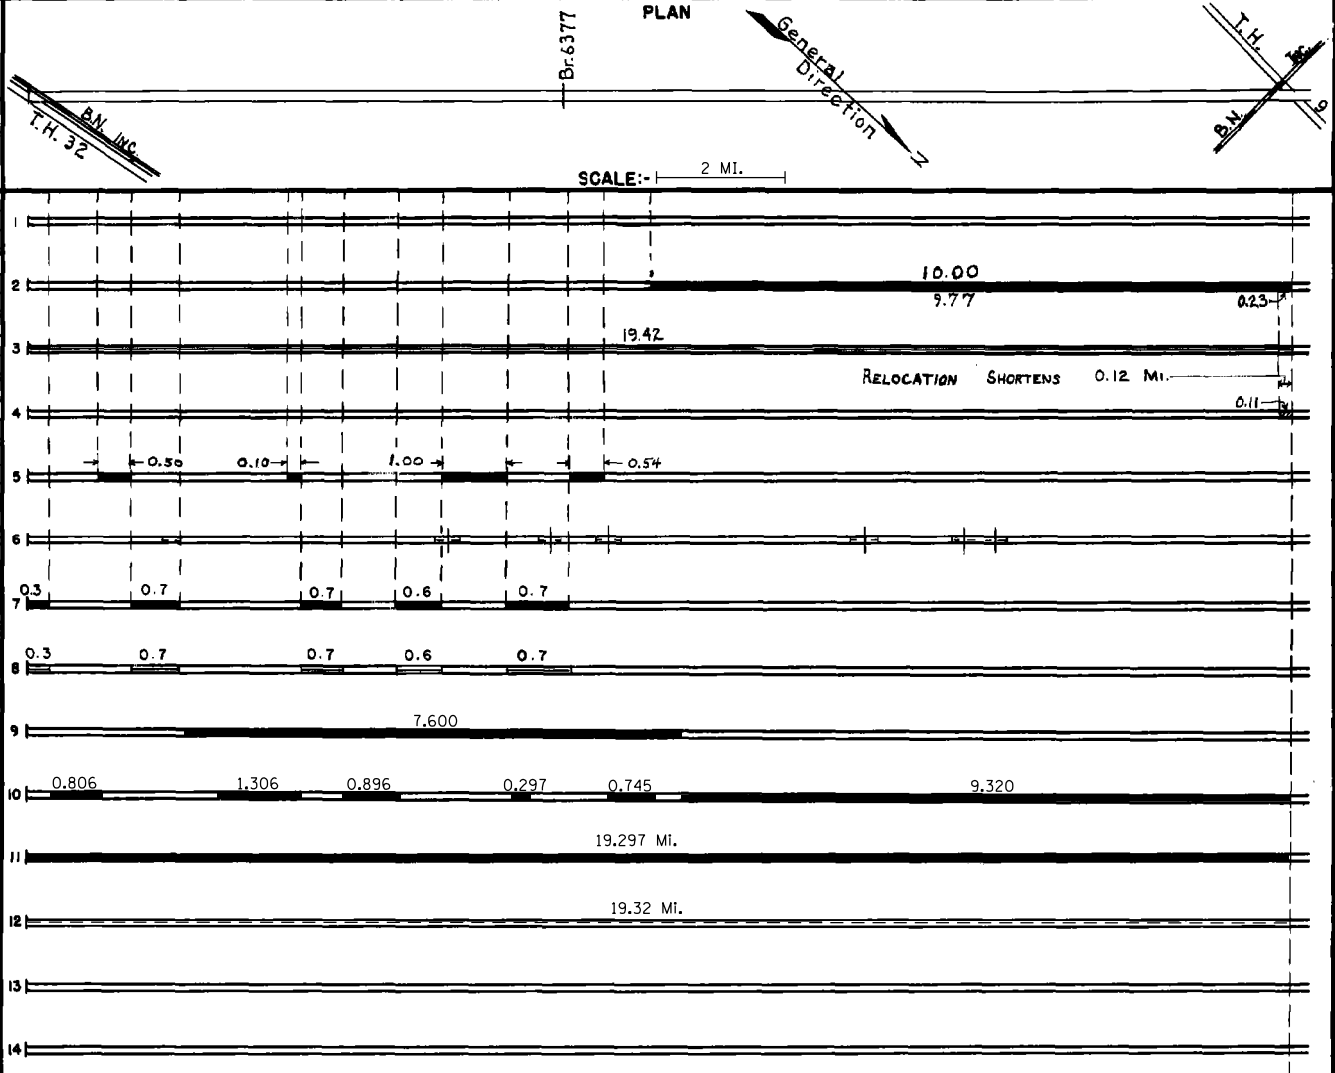 PLAN
Br. 6377
General
Direction
N
T. H.
9
B.N.
INC.
B.N. INC.
T.H. 32
SCALE:- 2 MI.
1
2
10.00
9.77
0.23
3
19.42
RELOCATION SHORTENS 0.12 MI.
4
0.11
5
0.50
0.10
1.00
0.54
6
7
0.3 0.7 0.7 0.6 0.7
8
0.3 0.7 0.7 0.6 0.7
9
7.600
10
0.806 1.306 0.896 0.297 0.745 9.320
11
19.297 Mi.
12
19.32 Mi.
13
14